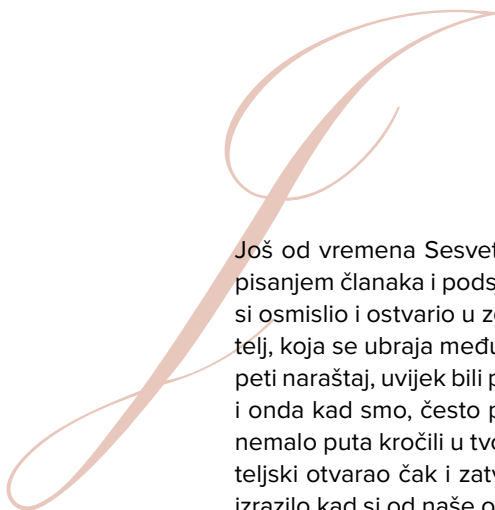 J
Još od vremena Sesvet
pisanjem članaka i pods
si osmislio i ostvario u z
telj, koja se ubraja među
peti naraštaj, uvijek bili p
i onda kad smo, često p
nemalo puta kročili u tvo
teljski otvarao čak i zatv
izrazilo kad si od naše o